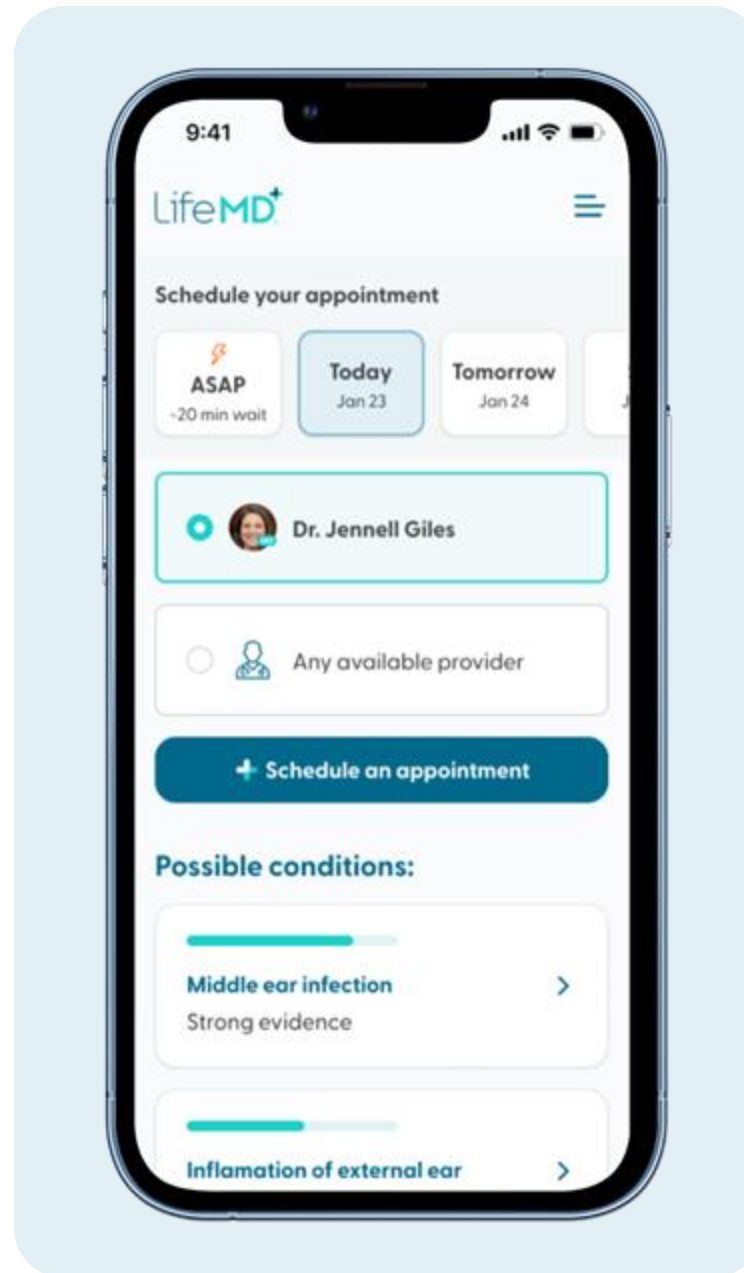 9:41
LifeMD
Schedule your appointment
ASAP
~20 min wait
Today
Jan 23
Tomorrow
Jan 24
Dr. Jennell Giles
Any available provider
Schedule an appointment
Possible conditions:
Middle ear infection
Strong evidence
Inflamation of external ear